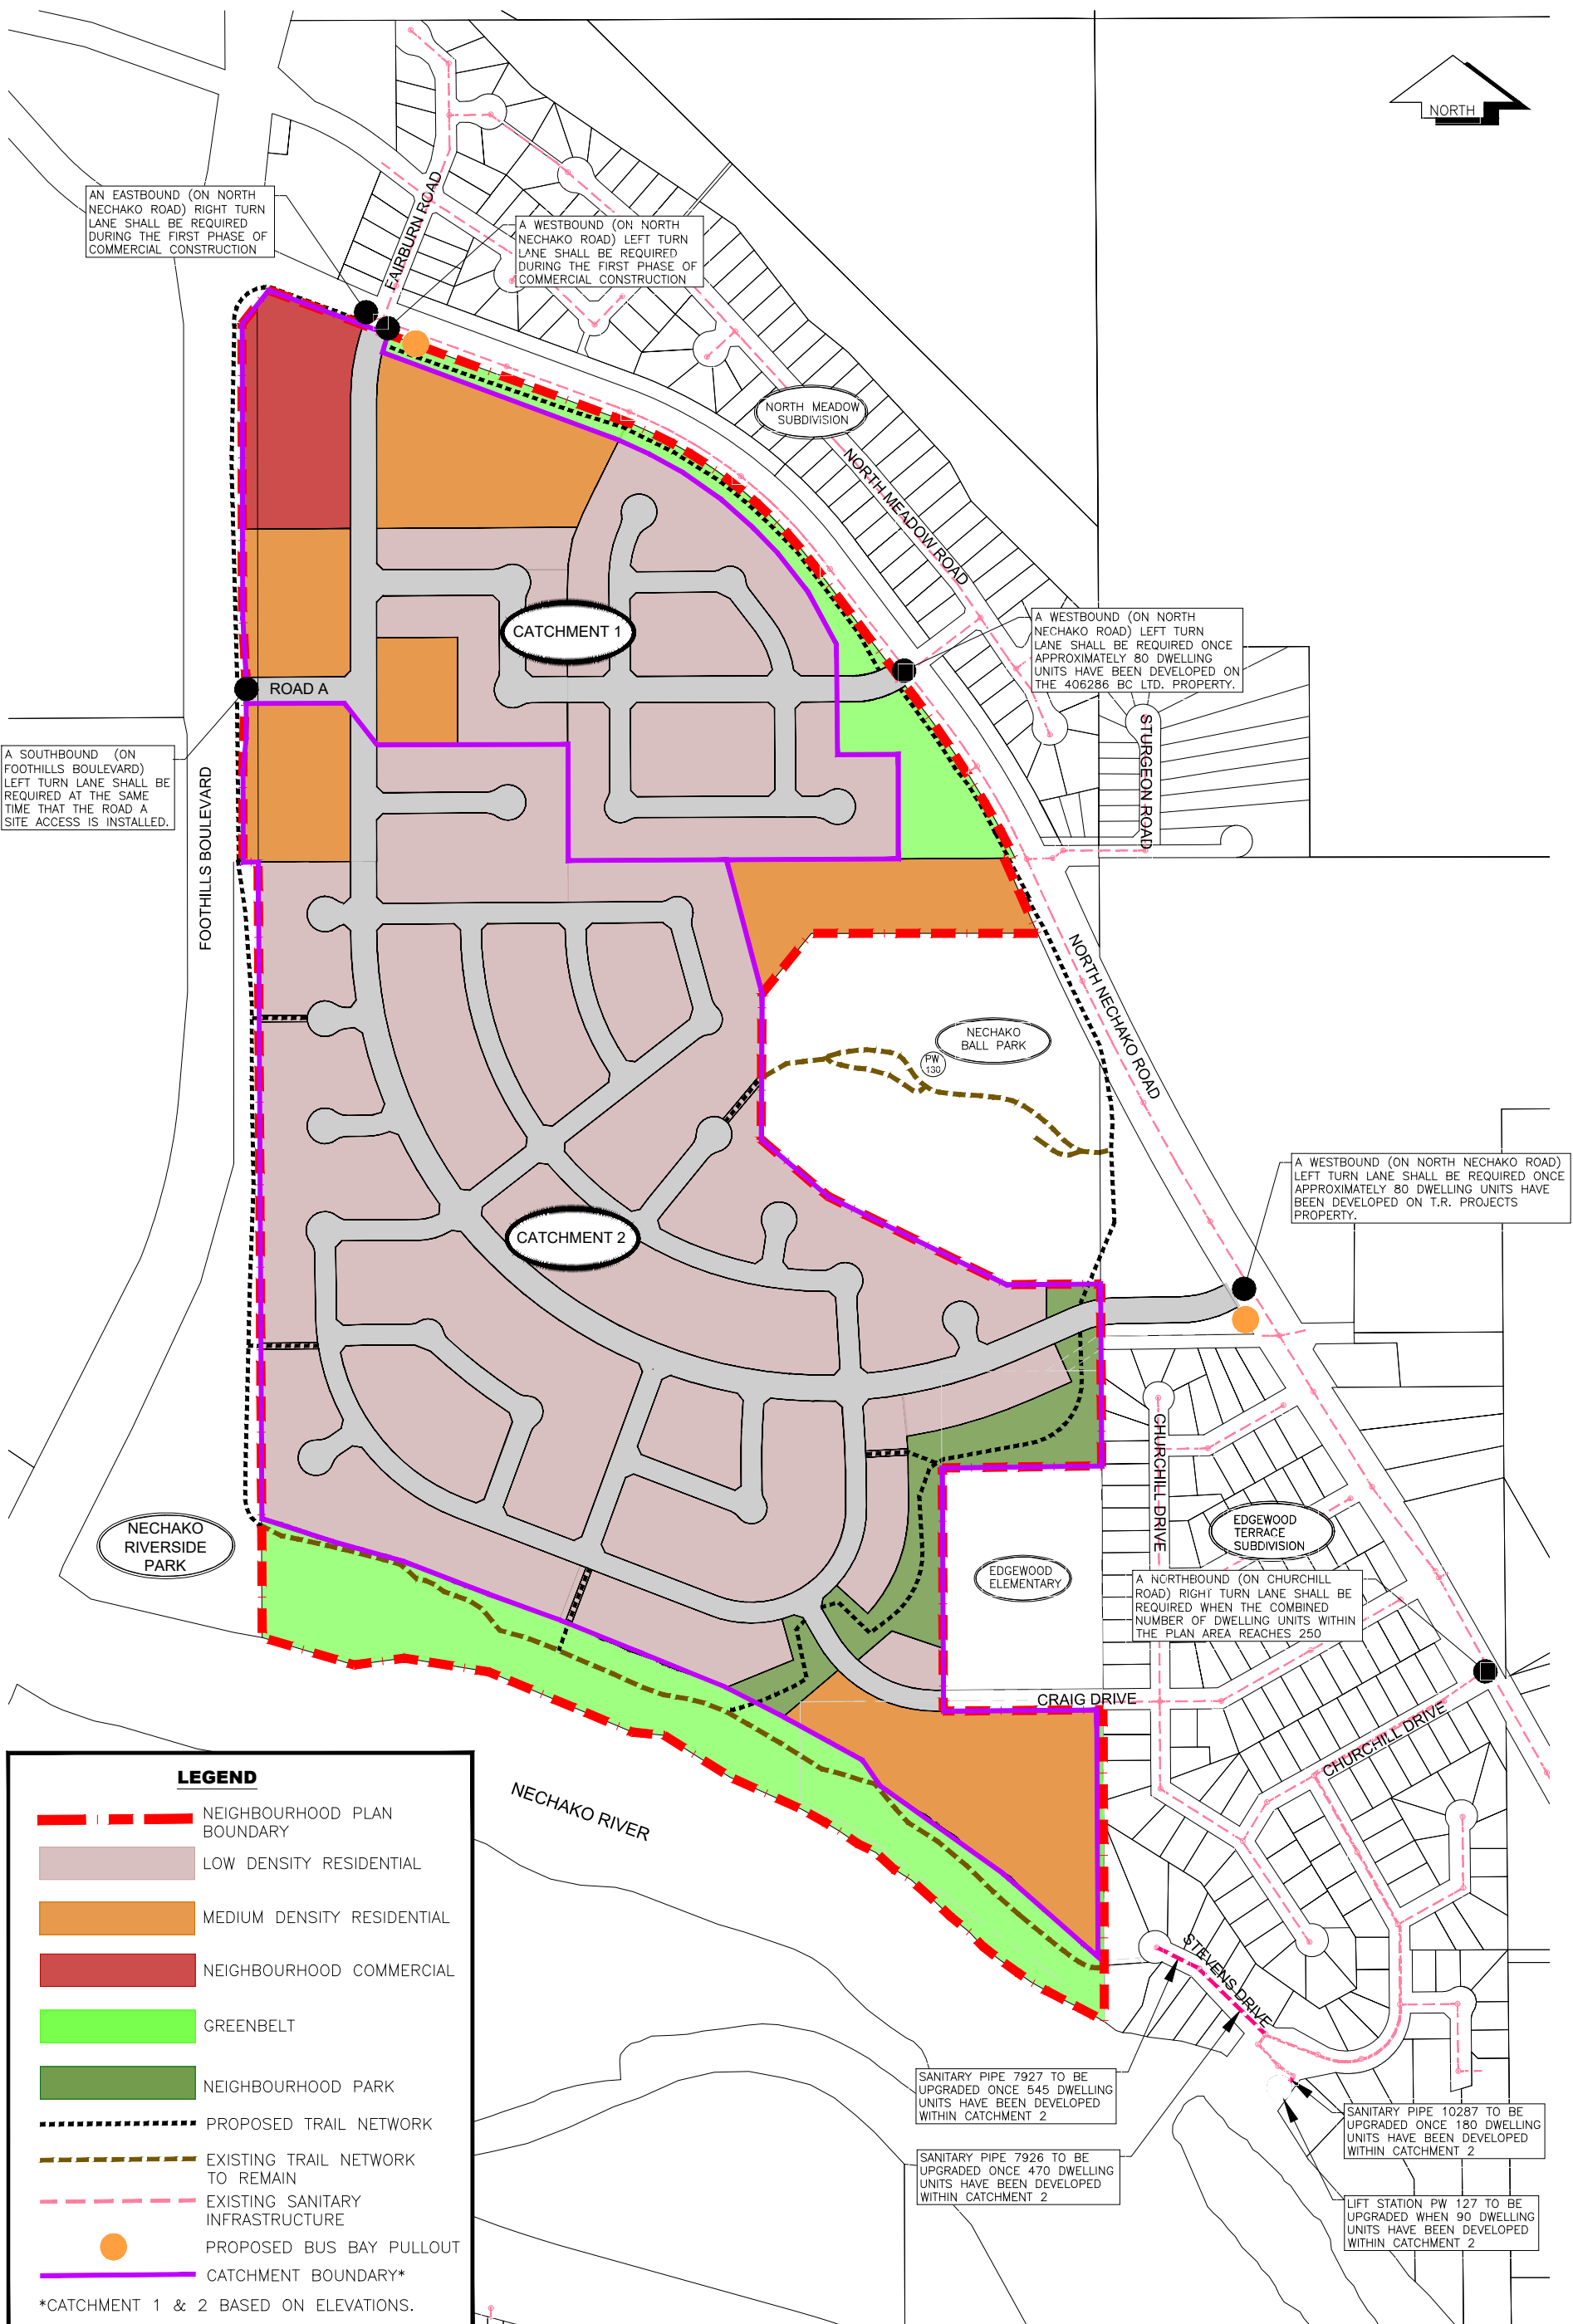 NORTH
AN EASTBOUND (ON NORTH
NECHAKO ROAD) RIGHT TURN
LANE SHALL BE REQUIRED
DURING THE FIRST PHASE OF
COMMERCIAL CONSTRUCTION
FAIRBURN ROAD
A WESTBOUND (ON NORTH
NECHAKO ROAD) LEFT TURN
LANE SHALL BE REQUIRED
DURING THE FIRST PHASE OF
COMMERCIAL CONSTRUCTION
NORTH MEADOW
SUBDIVISION
NORTH MEADOW ROAD
CATCHMENT 1
A WESTBOUND (ON NORTH
NECHAKO ROAD) LEFT TURN
LANE SHALL BE REQUIRED ONCE
APPROXIMATELY 80 DWELLING
UNITS HAVE BEEN DEVELOPED ON
THE 406286 BC LTD. PROPERTY.
ROAD A
STURGEON ROAD
A SOUTHBOUND (ON
FOOTHILLS BOULEVARD)
LEFT TURN LANE SHALL BE
REQUIRED AT THE SAME
TIME THAT THE ROAD A
SITE ACCESS IS INSTALLED.
FOOTHILLS BOULEVARD
NORTH NECHAKO ROAD
NECHAKO
BALL PARK
PW
130
A WESTBOUND (ON NORTH NECHAKO ROAD)
LEFT TURN LANE SHALL BE REQUIRED ONCE
APPROXIMATELY 80 DWELLING UNITS HAVE
BEEN DEVELOPED ON T.R. PROJECTS
PROPERTY.
CATCHMENT 2
CHURCHILL DRIVE
NECHAKO
RIVERSIDE
PARK
EDGEWOOD
TERRACE
SUBDIVISION
EDGEWOOD
ELEMENTARY
A NORTHBOUND (ON CHURCHILL
ROAD) RIGHT TURN LANE SHALL BE
REQUIRED WHEN THE COMBINED
NUMBER OF DWELLING UNITS WITHIN
THE PLAN AREA REACHES 250
CRAIG DRIVE
CHURCHILL DRIVE
NECHAKO RIVER
STEVENS DRIVE
SANITARY PIPE 7927 TO BE
UPGRADED ONCE 545 DWELLING
UNITS HAVE BEEN DEVELOPED
WITHIN CATCHMENT 2
SANITARY PIPE 7926 TO BE
UPGRADED ONCE 470 DWELLING
UNITS HAVE BEEN DEVELOPED
WITHIN CATCHMENT 2
SANITARY PIPE 10287 TO BE
UPGRADED ONCE 180 DWELLING
UNITS HAVE BEEN DEVELOPED
WITHIN CATCHMENT 2
LIFT STATION PW 127 TO BE
UPGRADED WHEN 90 DWELLING
UNITS HAVE BEEN DEVELOPED
WITHIN CATCHMENT 2
LEGEND
NEIGHBOURHOOD PLAN
BOUNDARY
LOW DENSITY RESIDENTIAL
MEDIUM DENSITY RESIDENTIAL
NEIGHBOURHOOD COMMERCIAL
GREENBELT
NEIGHBOURHOOD PARK
PROPOSED TRAIL NETWORK
EXISTING TRAIL NETWORK
TO REMAIN
EXISTING SANITARY
INFRASTRUCTURE
PROPOSED BUS BAY PULLOUT
CATCHMENT BOUNDARY*
*CATCHMENT 1 & 2 BASED ON ELEVATIONS.